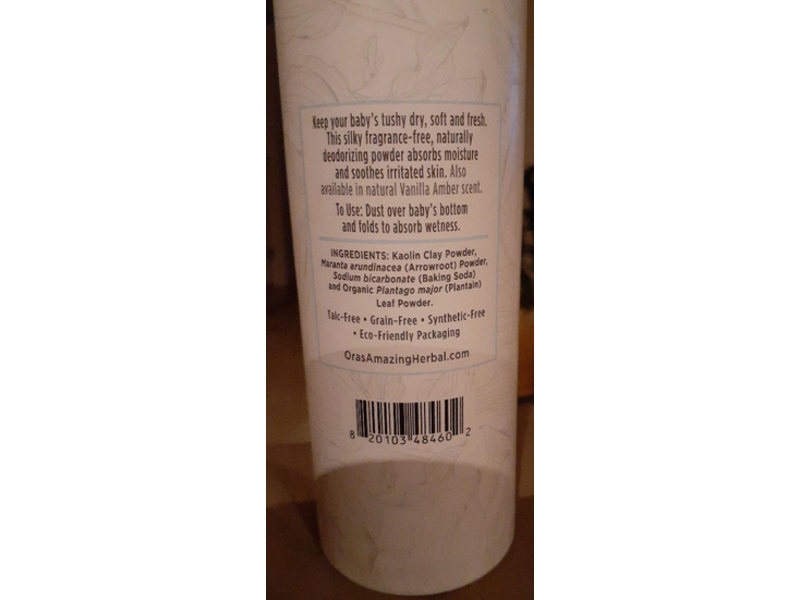 Keep your baby's tushy dry, soft and fresh.
This silky fragrance-free, naturally
deodorizing powder absorbs moisture
and soothes irritated skin. Also
available in natural Vanilla Amber scent.
To Use: Dust over baby's bottom
and folds to absorb wetness.
INGREDIENTS: Kaolin Clay Powder,
Maranta arundinacea (Arrowroot) Powder,
Sodium bicarbonate (Baking Soda)
and Organic Plantago major (Plantain)
Leaf Powder.
Talc-Free • Grain-Free • Synthetic-Free
• Eco-Friendly Packaging
OrasAmazingHerbal.com
8 20103 48460 2